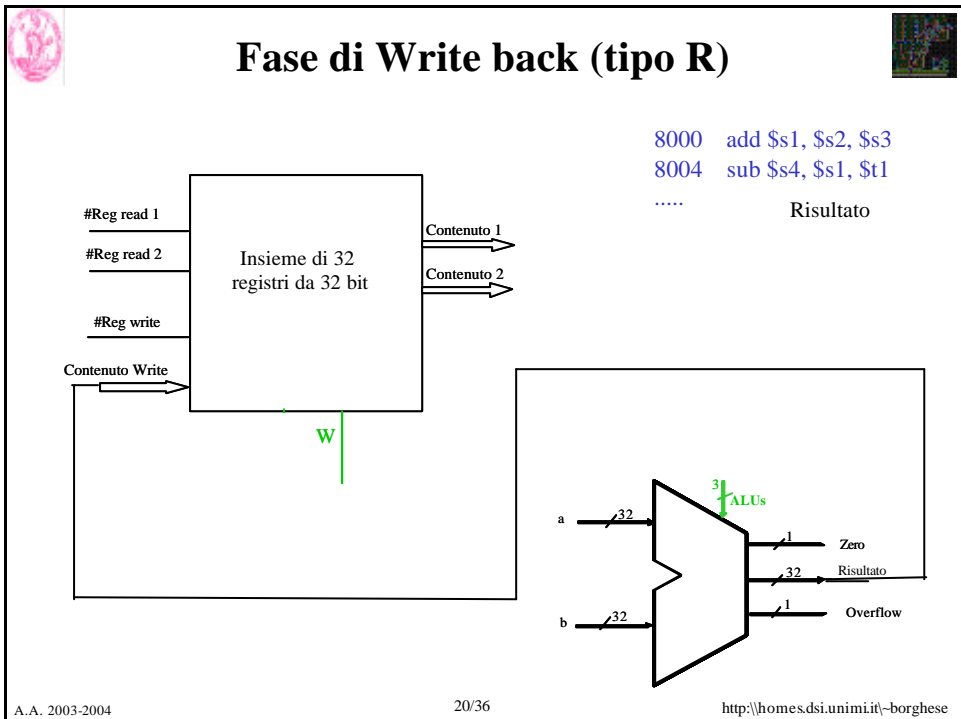 Fase di Write back (tipo R)
8000 add $s1, $s2, $s3
8004 sub $s4, $s1, $t1
.....
Risultato
#Reg read 1
#Reg read 2
#Reg write
Contenuto Write
Insieme di 32
registri da 32 bit
Contenuto 1
Contenuto 2
W
3
ALUs
a
32
b
32
1
Zero
32
Risultato
1
Overflow
A.A. 2003-2004
20/36
http:\\homes.dsi.unimi.it\~borghese